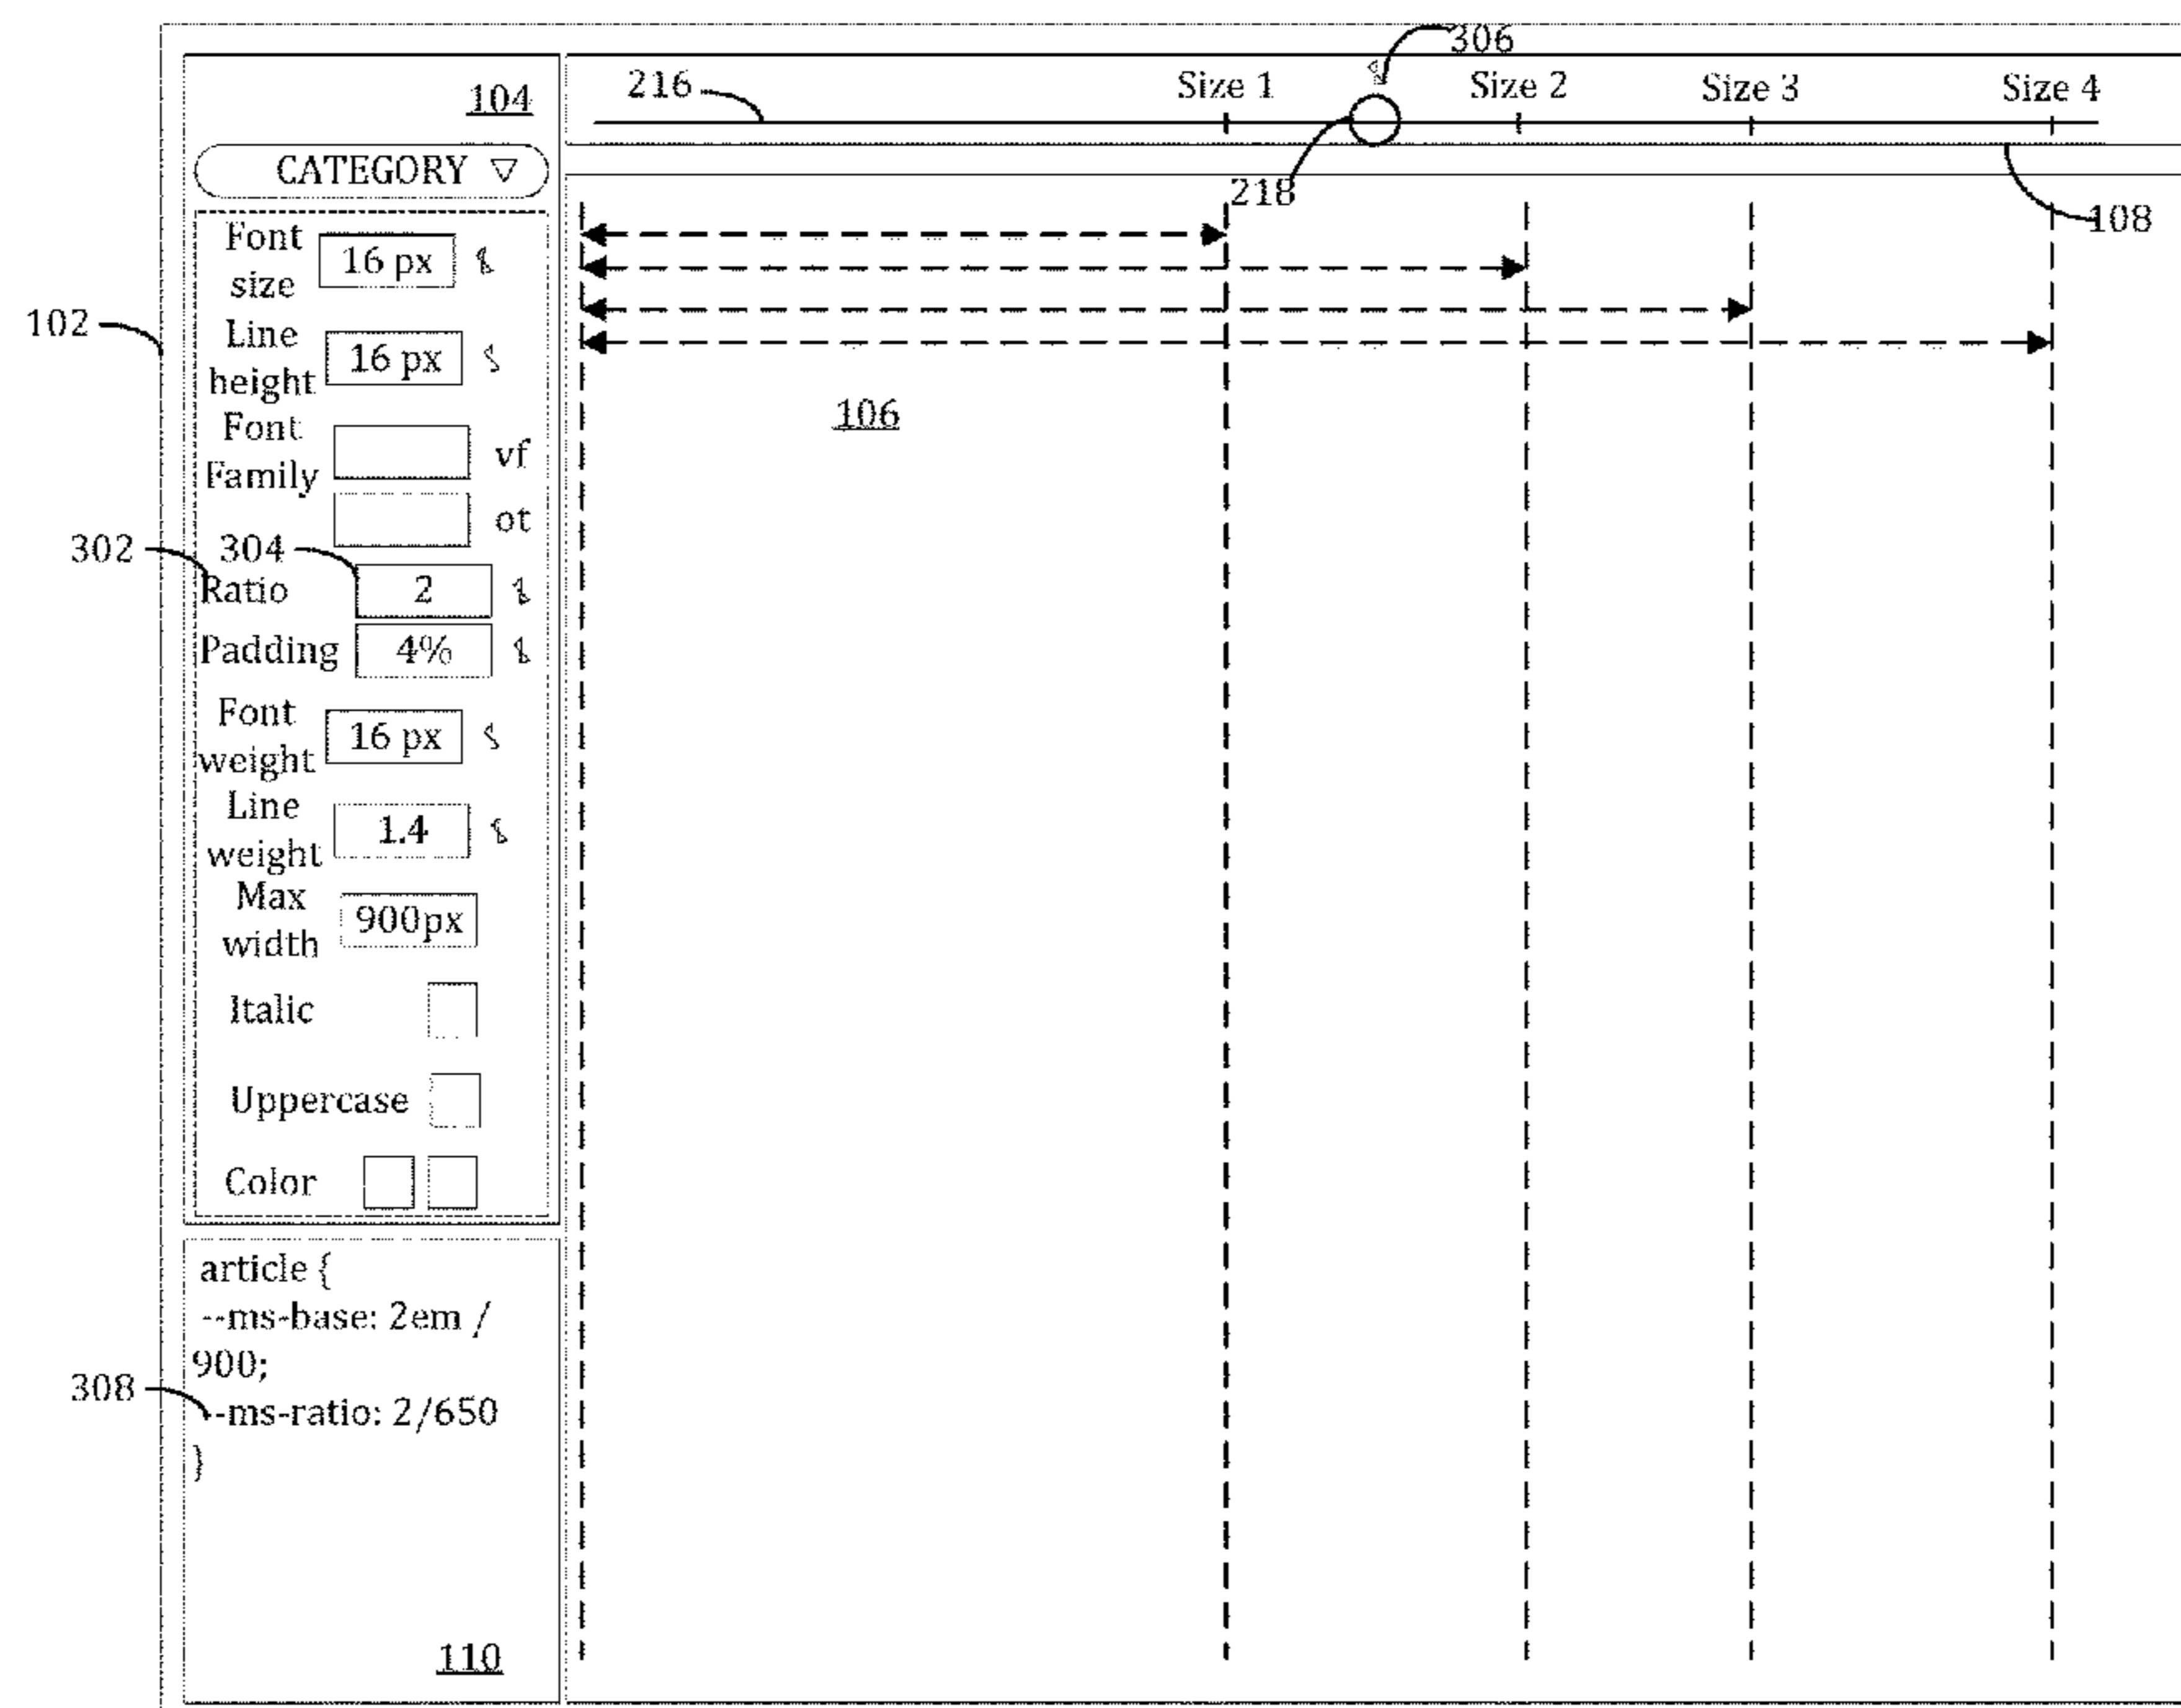 306
104
216
Size 1
Size 2
Size 3
Size 4
CATEGORY
218
108
Font
size
16 px
102
Line
height
16 px
106
Font
Family
vf
ot
302
304
Ratio
2
Padding
4%
Font
weight
16 px
Line
weight
1.4
Max
width
900px
Italic
Uppercase
Color
article {
--ms-base: 2em /
900;
308
--ms-ratio: 2/650
}
110